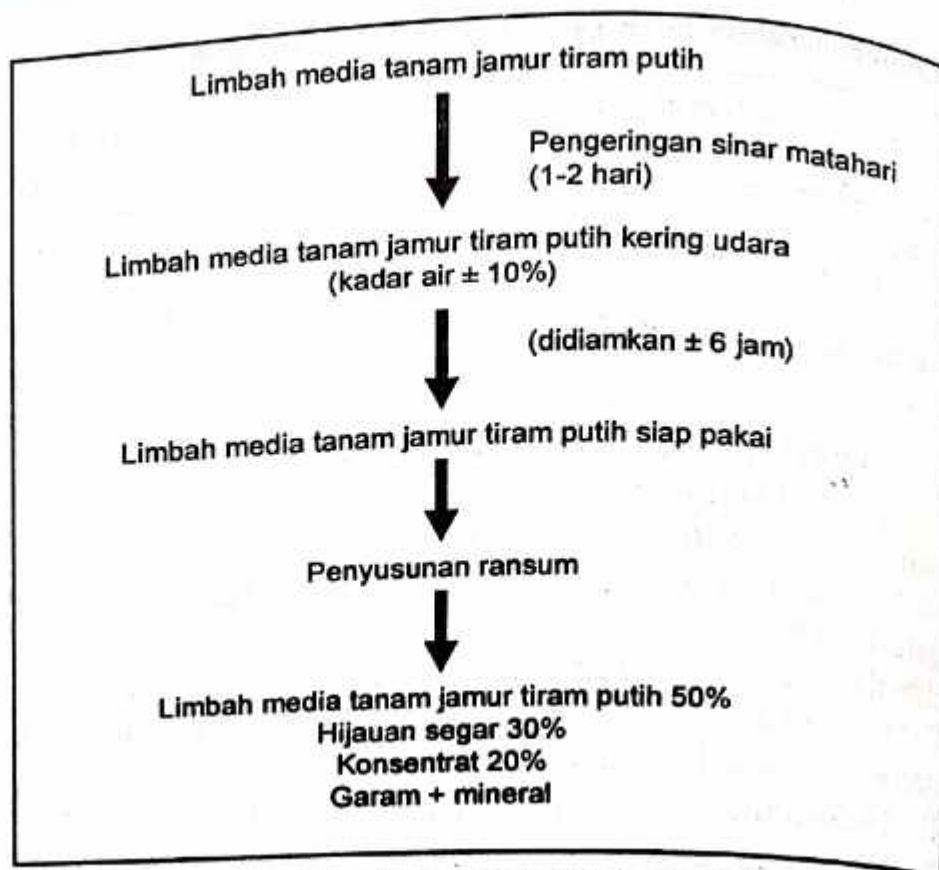 Limbah media tanam jamur tiram putih
Pengeringan sinar matahari
(1-2 hari)
Limbah media tanam jamur tiram putih kering udara
(kadar air ± 10%)
(didiamkan ± 6 jam)
Limbah media tanam jamur tiram putih siap pakai
Penyusunan ransum
Limbah media tanam jamur tiram putih 50%
Hijauan segar 30%
Konsentrat 20%
Garam + mineral